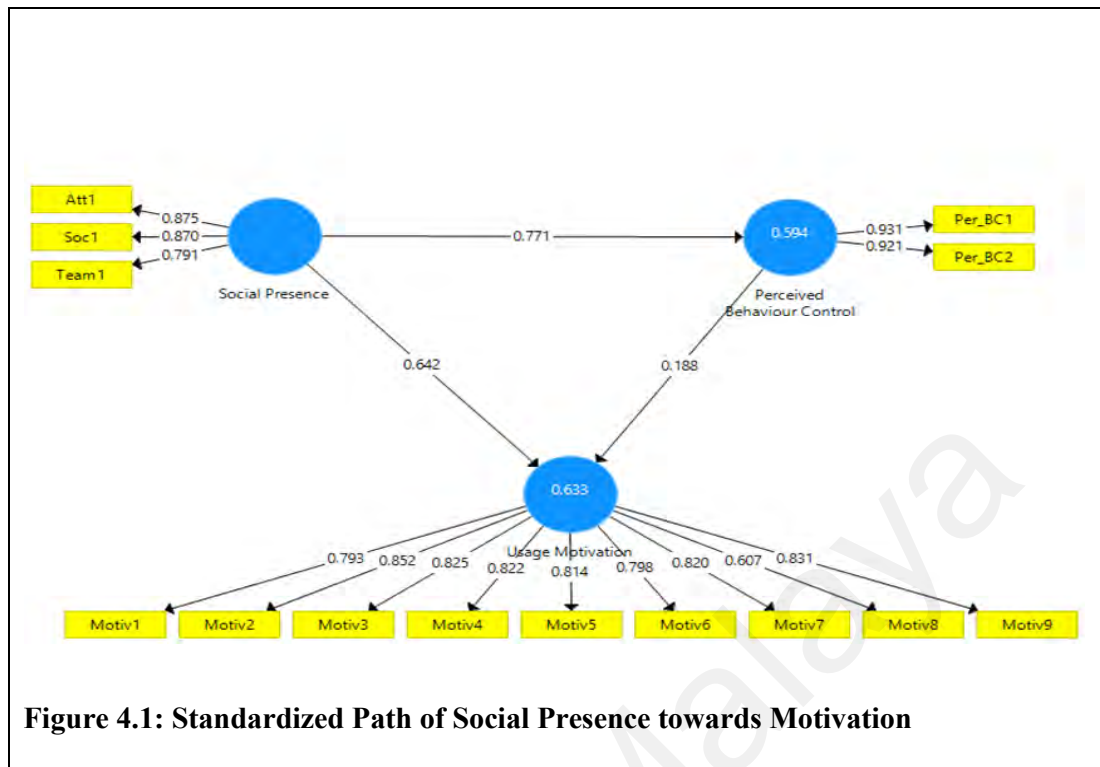 Att1
0.875
Soc1
0.870
Team1
0.791
Social Presence
0.771
0.594
Perceived
Behaviour Control
0.931
Per_BC1
0.921
Per_BC2
0.642
0.188
0.633
Usage Motivation
0.793
0.852
0.825
0.822
0.814
0.798
0.820
0.607
0.831
Motiv1
Motiv2
Motiv3
Motiv4
Motiv5
Motiv6
Motiv7
Motiv8
Motiv9
Malaya
Figure 4.1: Standardized Path of Social Presence towards Motivation